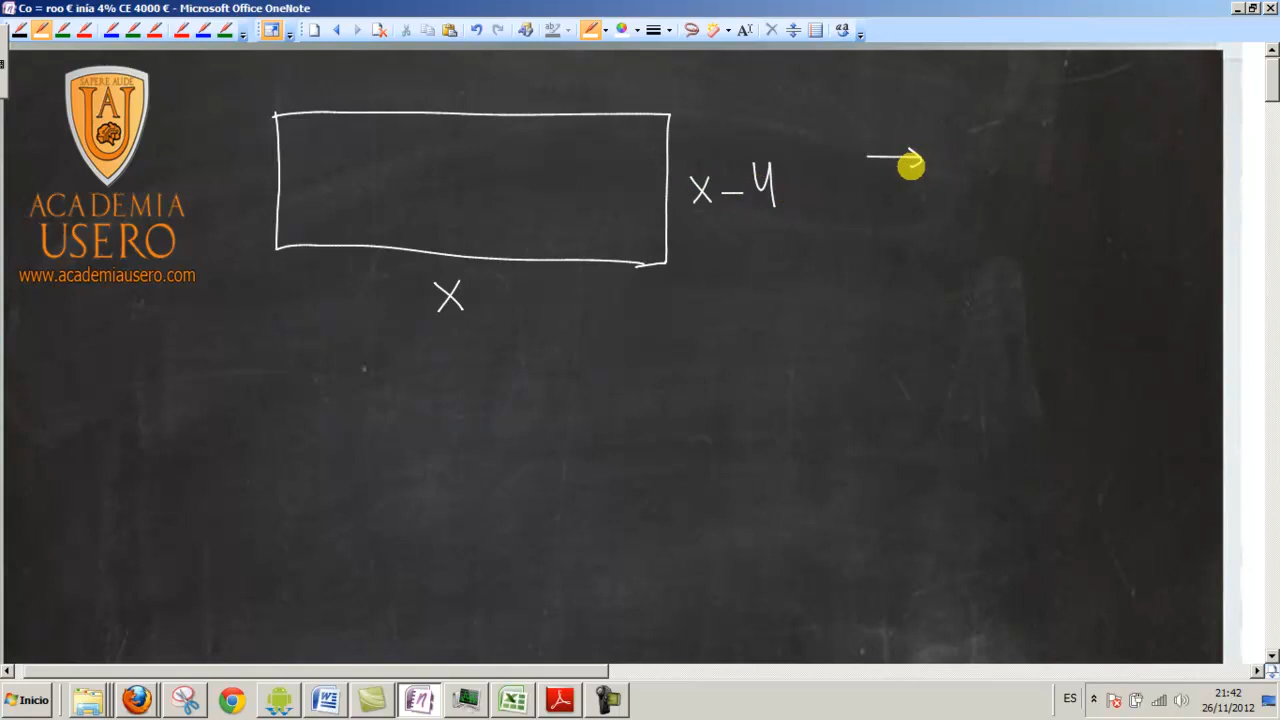 Co = roo € inía 4% CE 4000 € - Microsoft Office OneNote
SAPERE AUDE
AU
ACADEMIA
USERO
www.academiausero.com
x - 4
x
Inicio
ES
21:42
26/11/2012